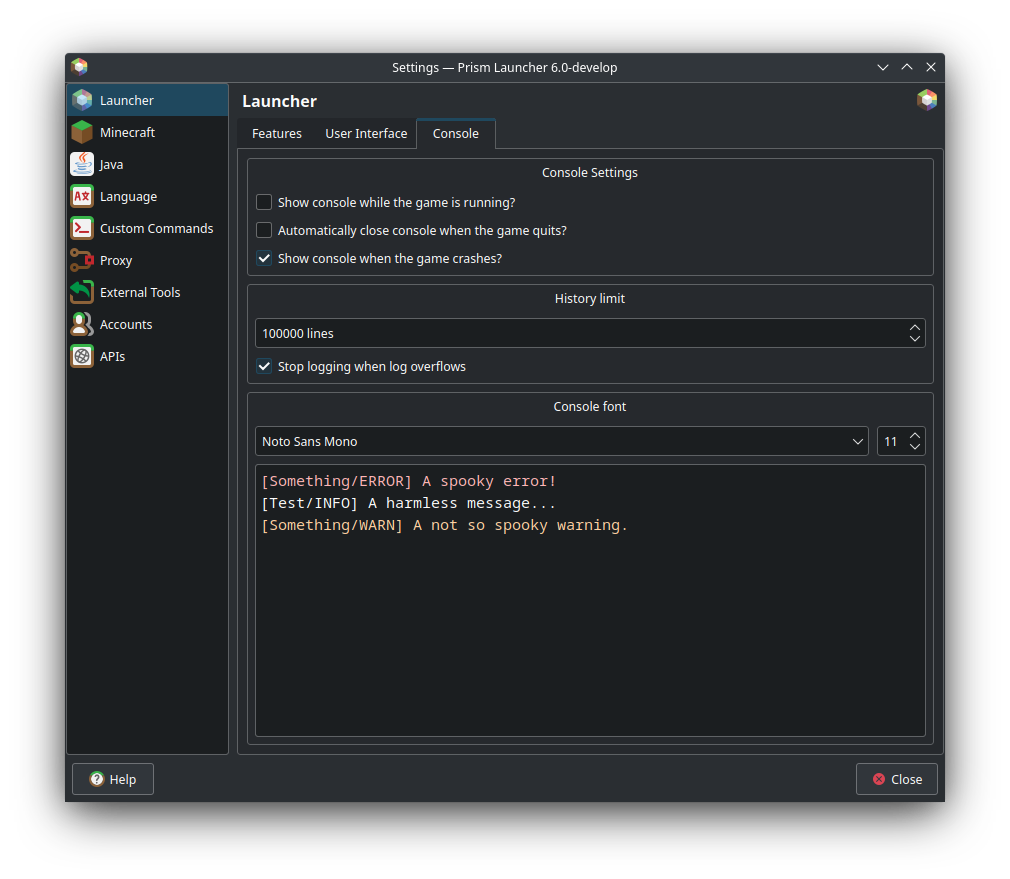 Settings — Prism Launcher 6.0-develop
Launcher
Minecraft
Java
Language
Custom Commands
Proxy
External Tools
Accounts
APIs
Launcher
Features User Interface Console
Console Settings
Show console while the game is running?
Automatically close console when the game quits?
Show console when the game crashes?
History limit
100000 lines
Stop logging when log overflows
Console font
Noto Sans Mono 11
[Something/ERROR] A spooky error!
[Test/INFO] A harmless message...
[Something/WARN] A not so spooky warning.
Help Close